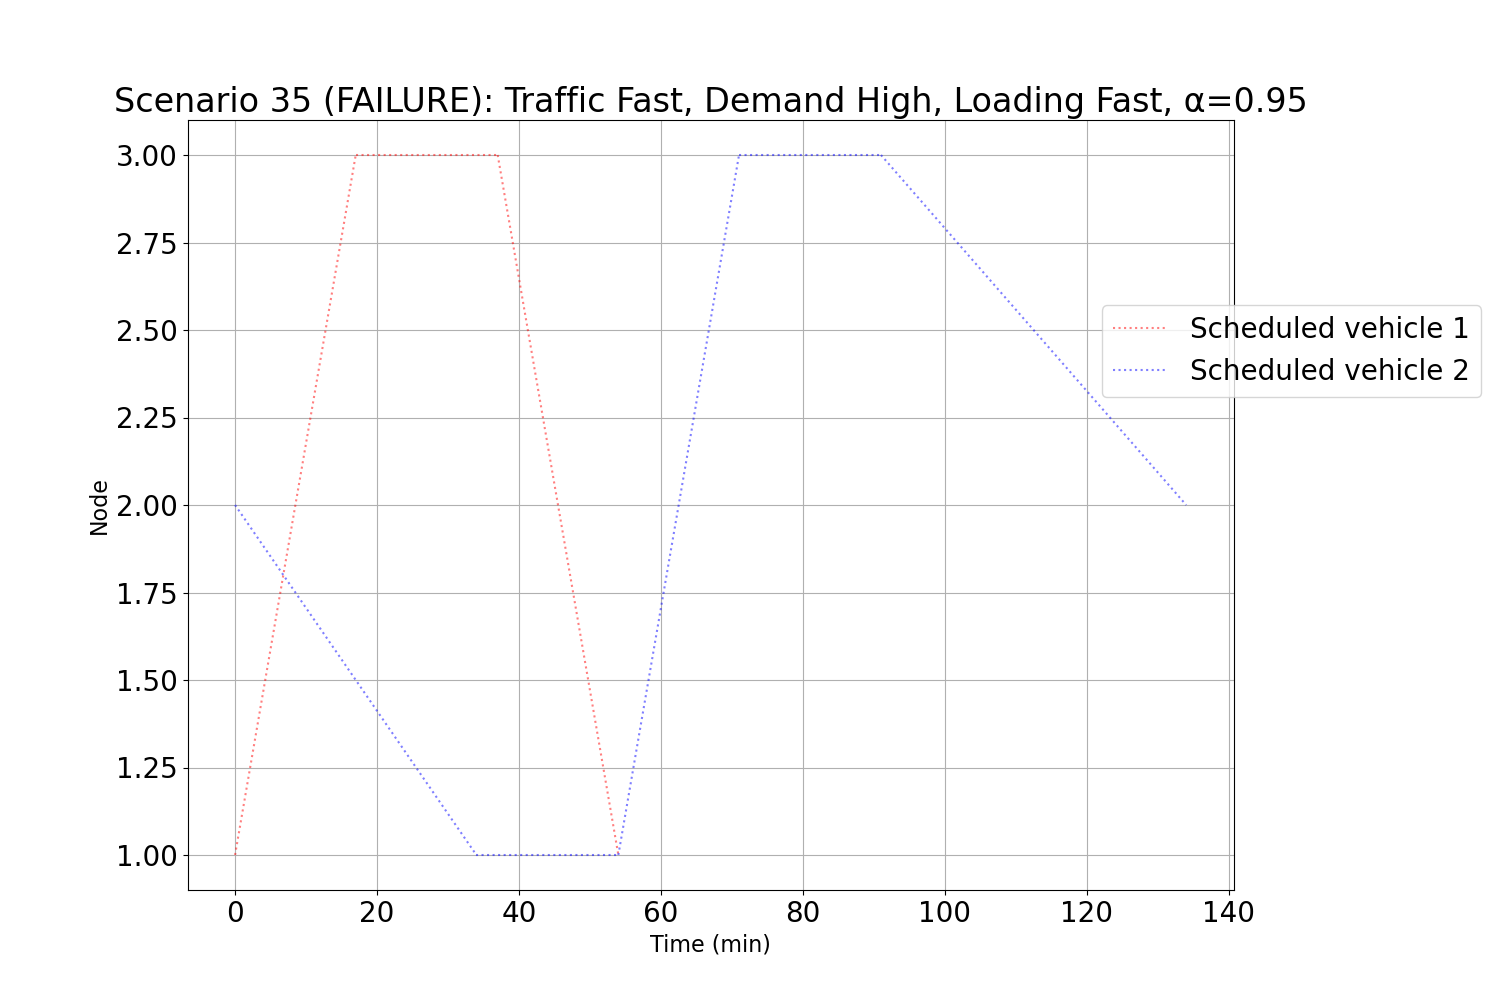 Scenario 35 (FAILURE): Traffic Fast, Demand High, Loading Fast, α=0.95
3.00
2.75
2.50
2.25
2.00
1.75
1.50
1.25
1.00
Node
Scheduled vehicle 1
Scheduled vehicle 2
0 20 40 60 80 100 120 140
Time (min)